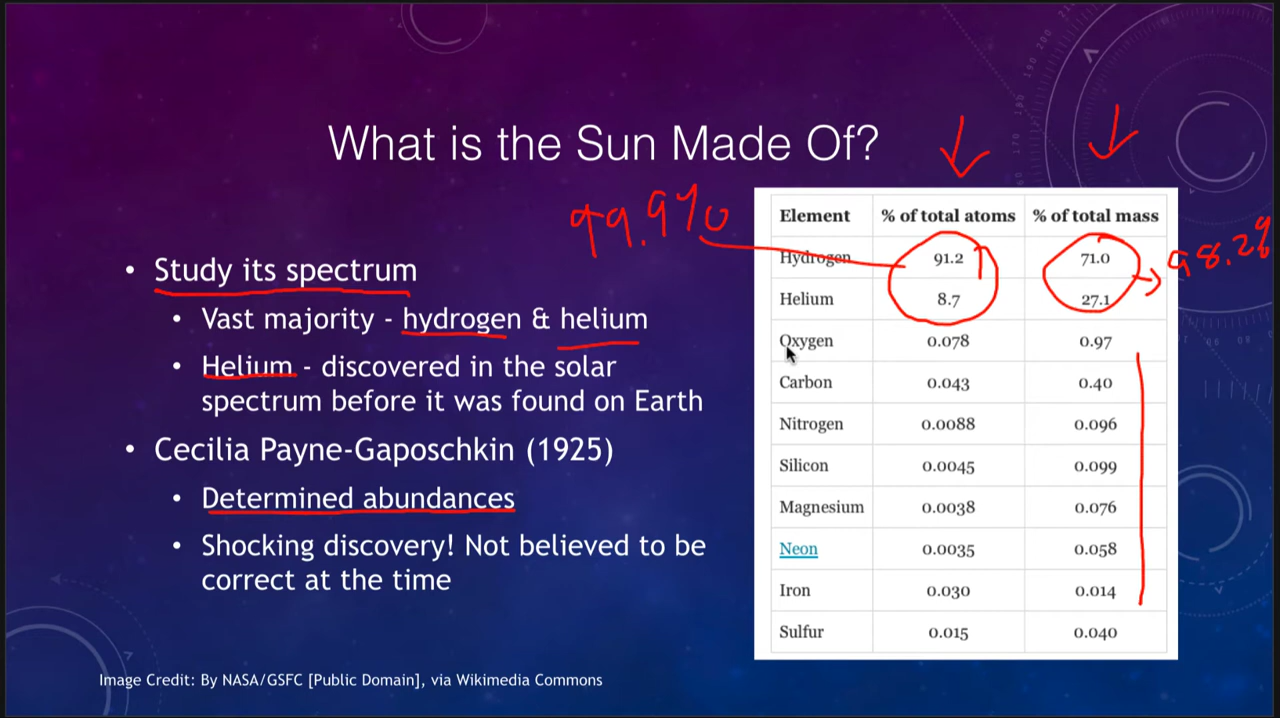 What is the Sun Made Of?
99.9%
• Study its spectrum
• Vast majority - hydrogen & helium
• Helium - discovered in the solar
spectrum before it was found on Earth
• Cecilia Payne-Gaposchkin (1925)
• Determined abundances
• Shocking discovery! Not believed to be
correct at the time
Element % of total atoms % of total mass
Hydrogen 91.2 71.0
98.2%
Helium 8.7 27.1
Oxygen 0.078 0.97
Carbon 0.043 0.40
Nitrogen 0.0088 0.096
Silicon 0.0045 0.099
Magnesium 0.0038 0.076
Neon 0.0035 0.058
Iron 0.030 0.014
Sulfur 0.015 0.040
Image Credit: By NASA/GSFC [Public Domain], via Wikimedia Commons